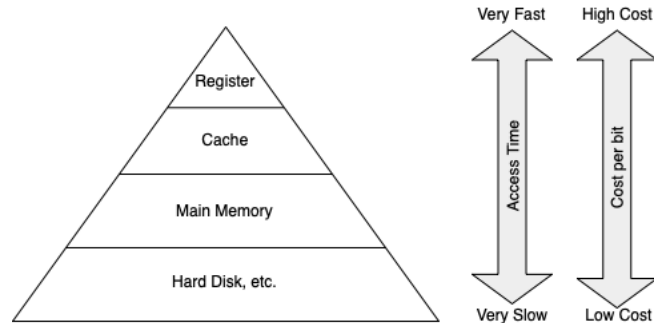 Very Fast
High Cost
Register
Cache
Main Memory
Hard Disk, etc.
Access Time
Cost per bit
Very Slow
Low Cost